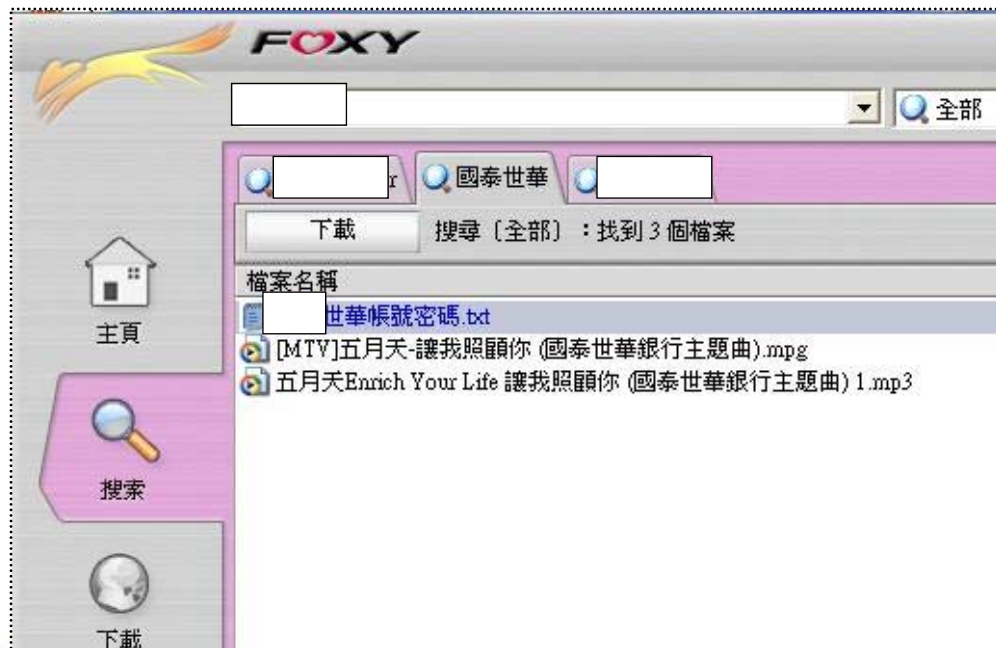 FOXY
全部
r
國泰世華
下載
搜尋〔全部〕：找到 3 個檔案
檔案名稱
世華帳號密碼.txt
[MTV]五月天-讓我照顧你 (國泰世華銀行主題曲).mpg
五月天Enrich Your Life 讓我照顧你 (國泰世華銀行主題曲) 1.mp3
主頁
搜索
下載